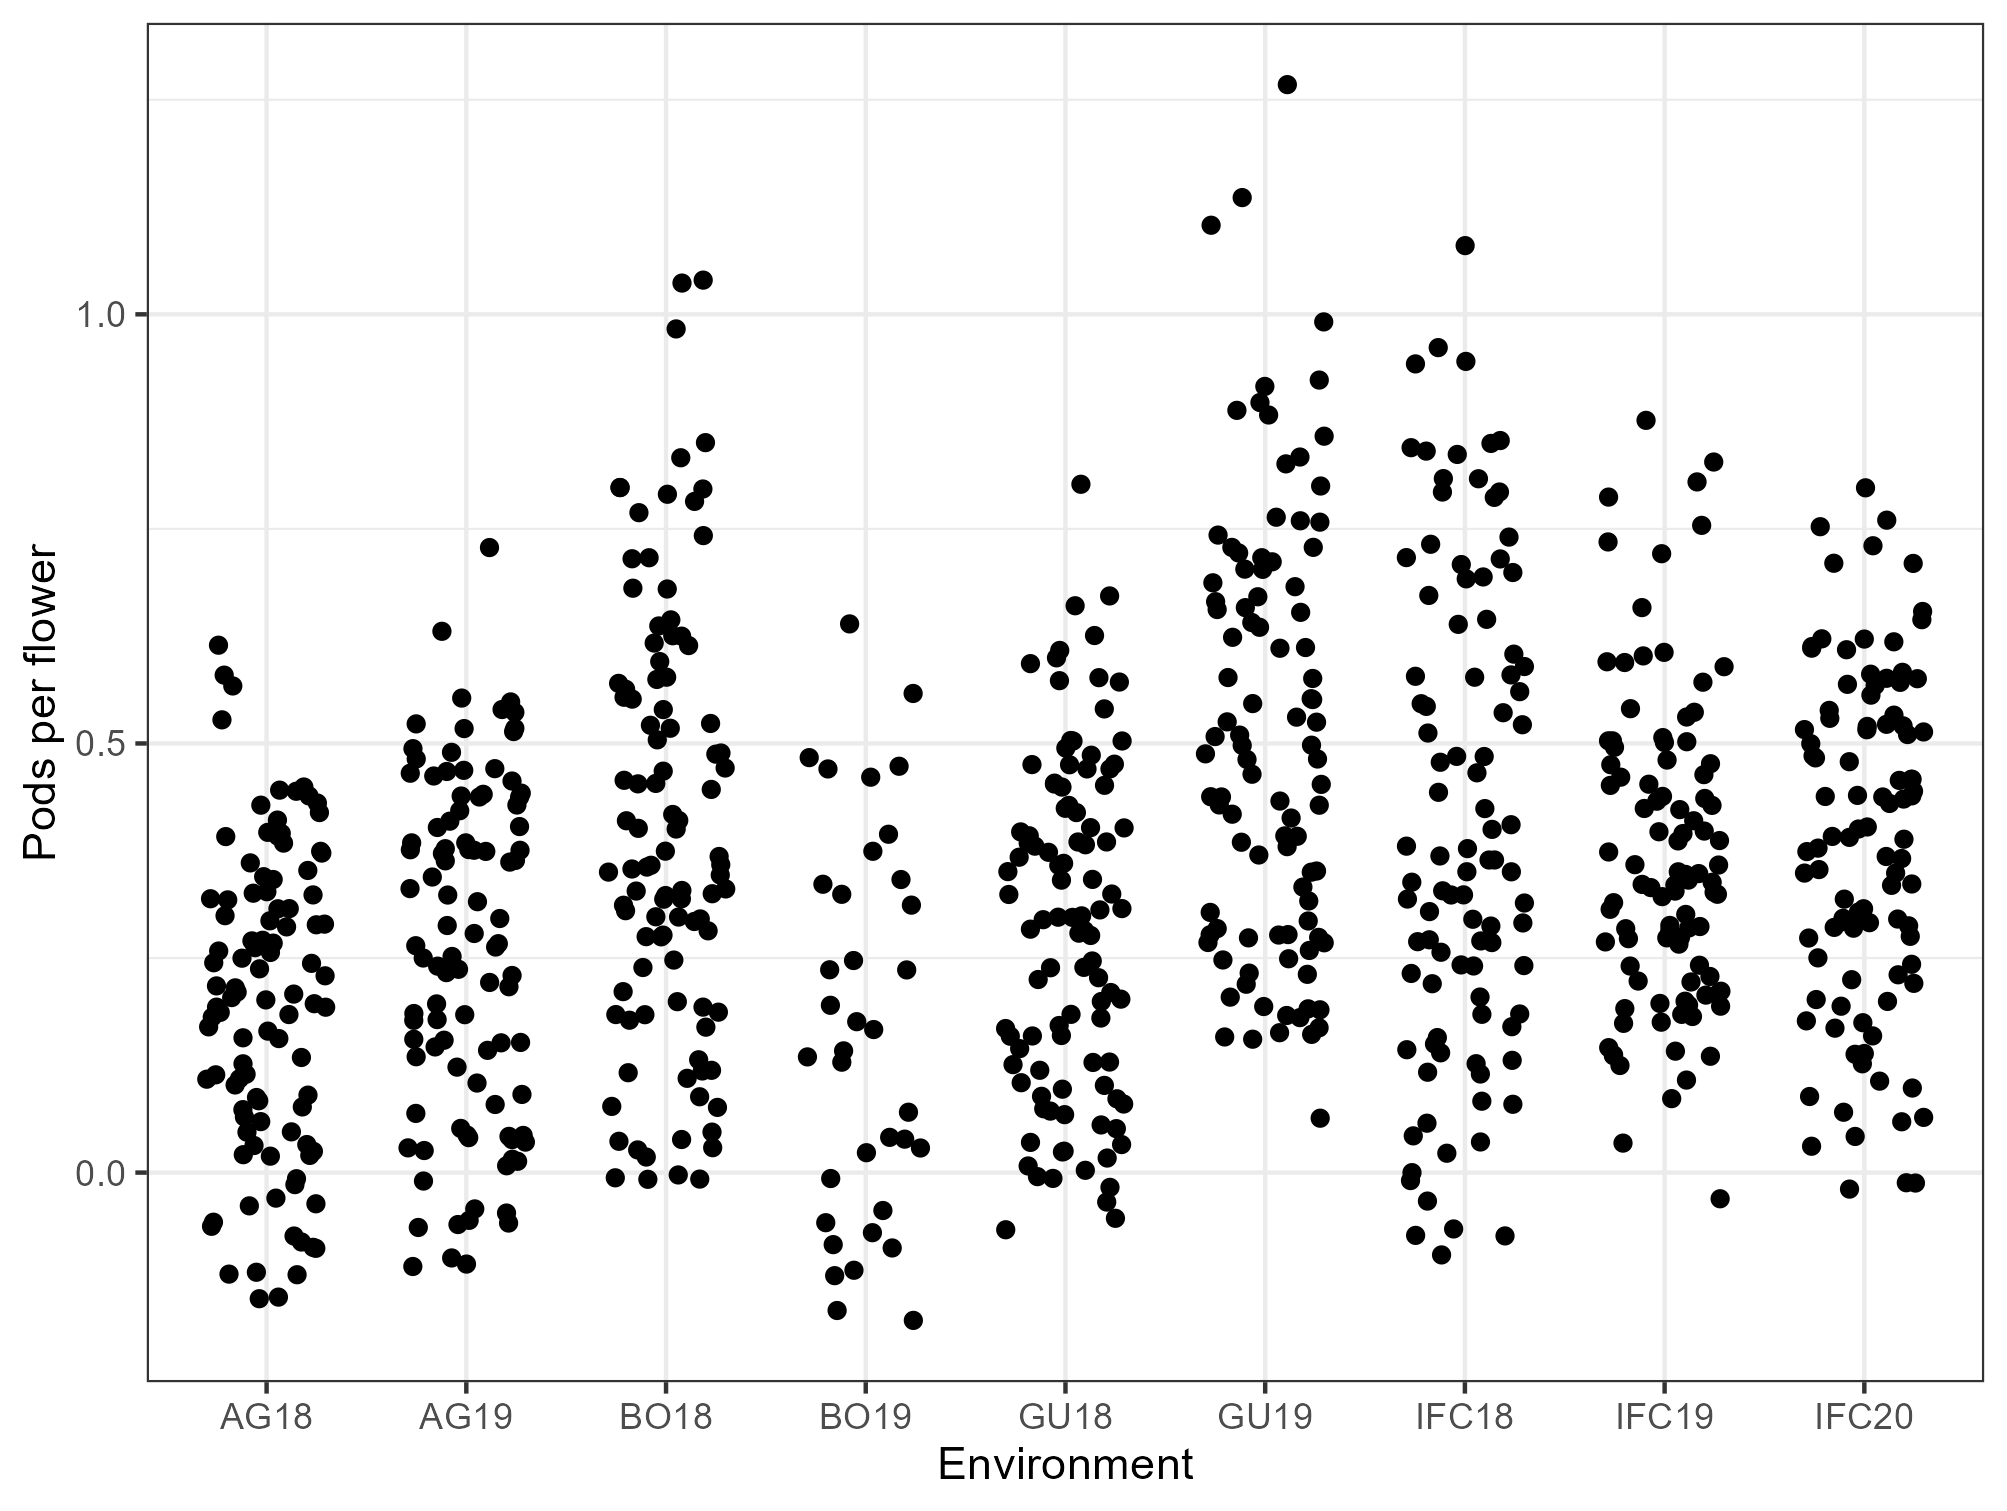 Pods per flower
1.0
0.5
0.0
AG18 AG19 BO18 BO19 GU18 GU19 IFC18 IFC19 IFC20
Environment